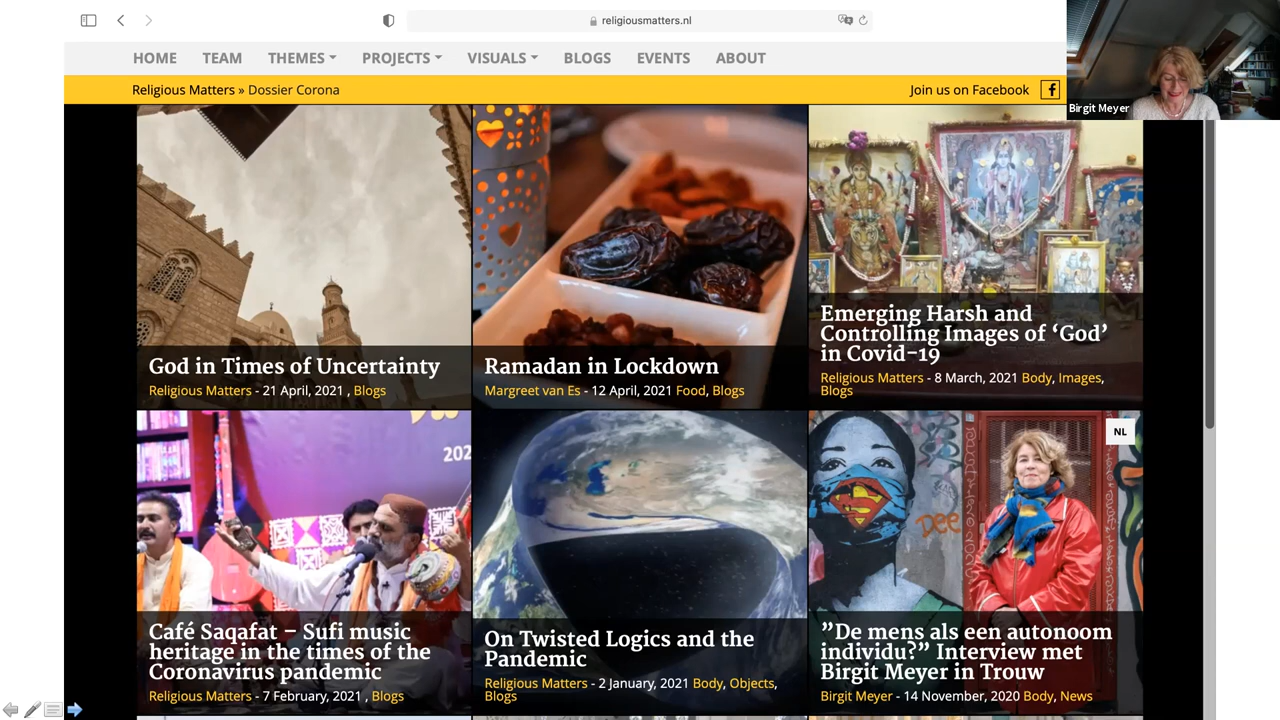 religiousmatters.nl
Birgit Meyer
HOME TEAM THEMES PROJECTS VISUALS BLOGS EVENTS ABOUT
Religious Matters » Dossier Corona
Join us on Facebook
God in Times of Uncertainty
Religious Matters - 21 April, 2021 , Blogs
Ramadan in Lockdown
Margreet van Es - 12 April, 2021 Food, Blogs
Emerging Harsh and
Controlling Images of ‘God’
in Covid-19
Religious Matters - 8 March, 2021 Body, Images,
Blogs
202
Café Saqafat – Sufi music
heritage in the times of the
Coronavirus pandemic
Religious Matters - 7 February, 2021 , Blogs
On Twisted Logics and the
Pandemic
Religious Matters - 2 January, 2021 Body, Objects,
Blogs
NL
DEE
”De mens als een autonoom
individu?” Interview met
Birgit Meyer in Trouw
Birgit Meyer - 14 November, 2020 Body, News